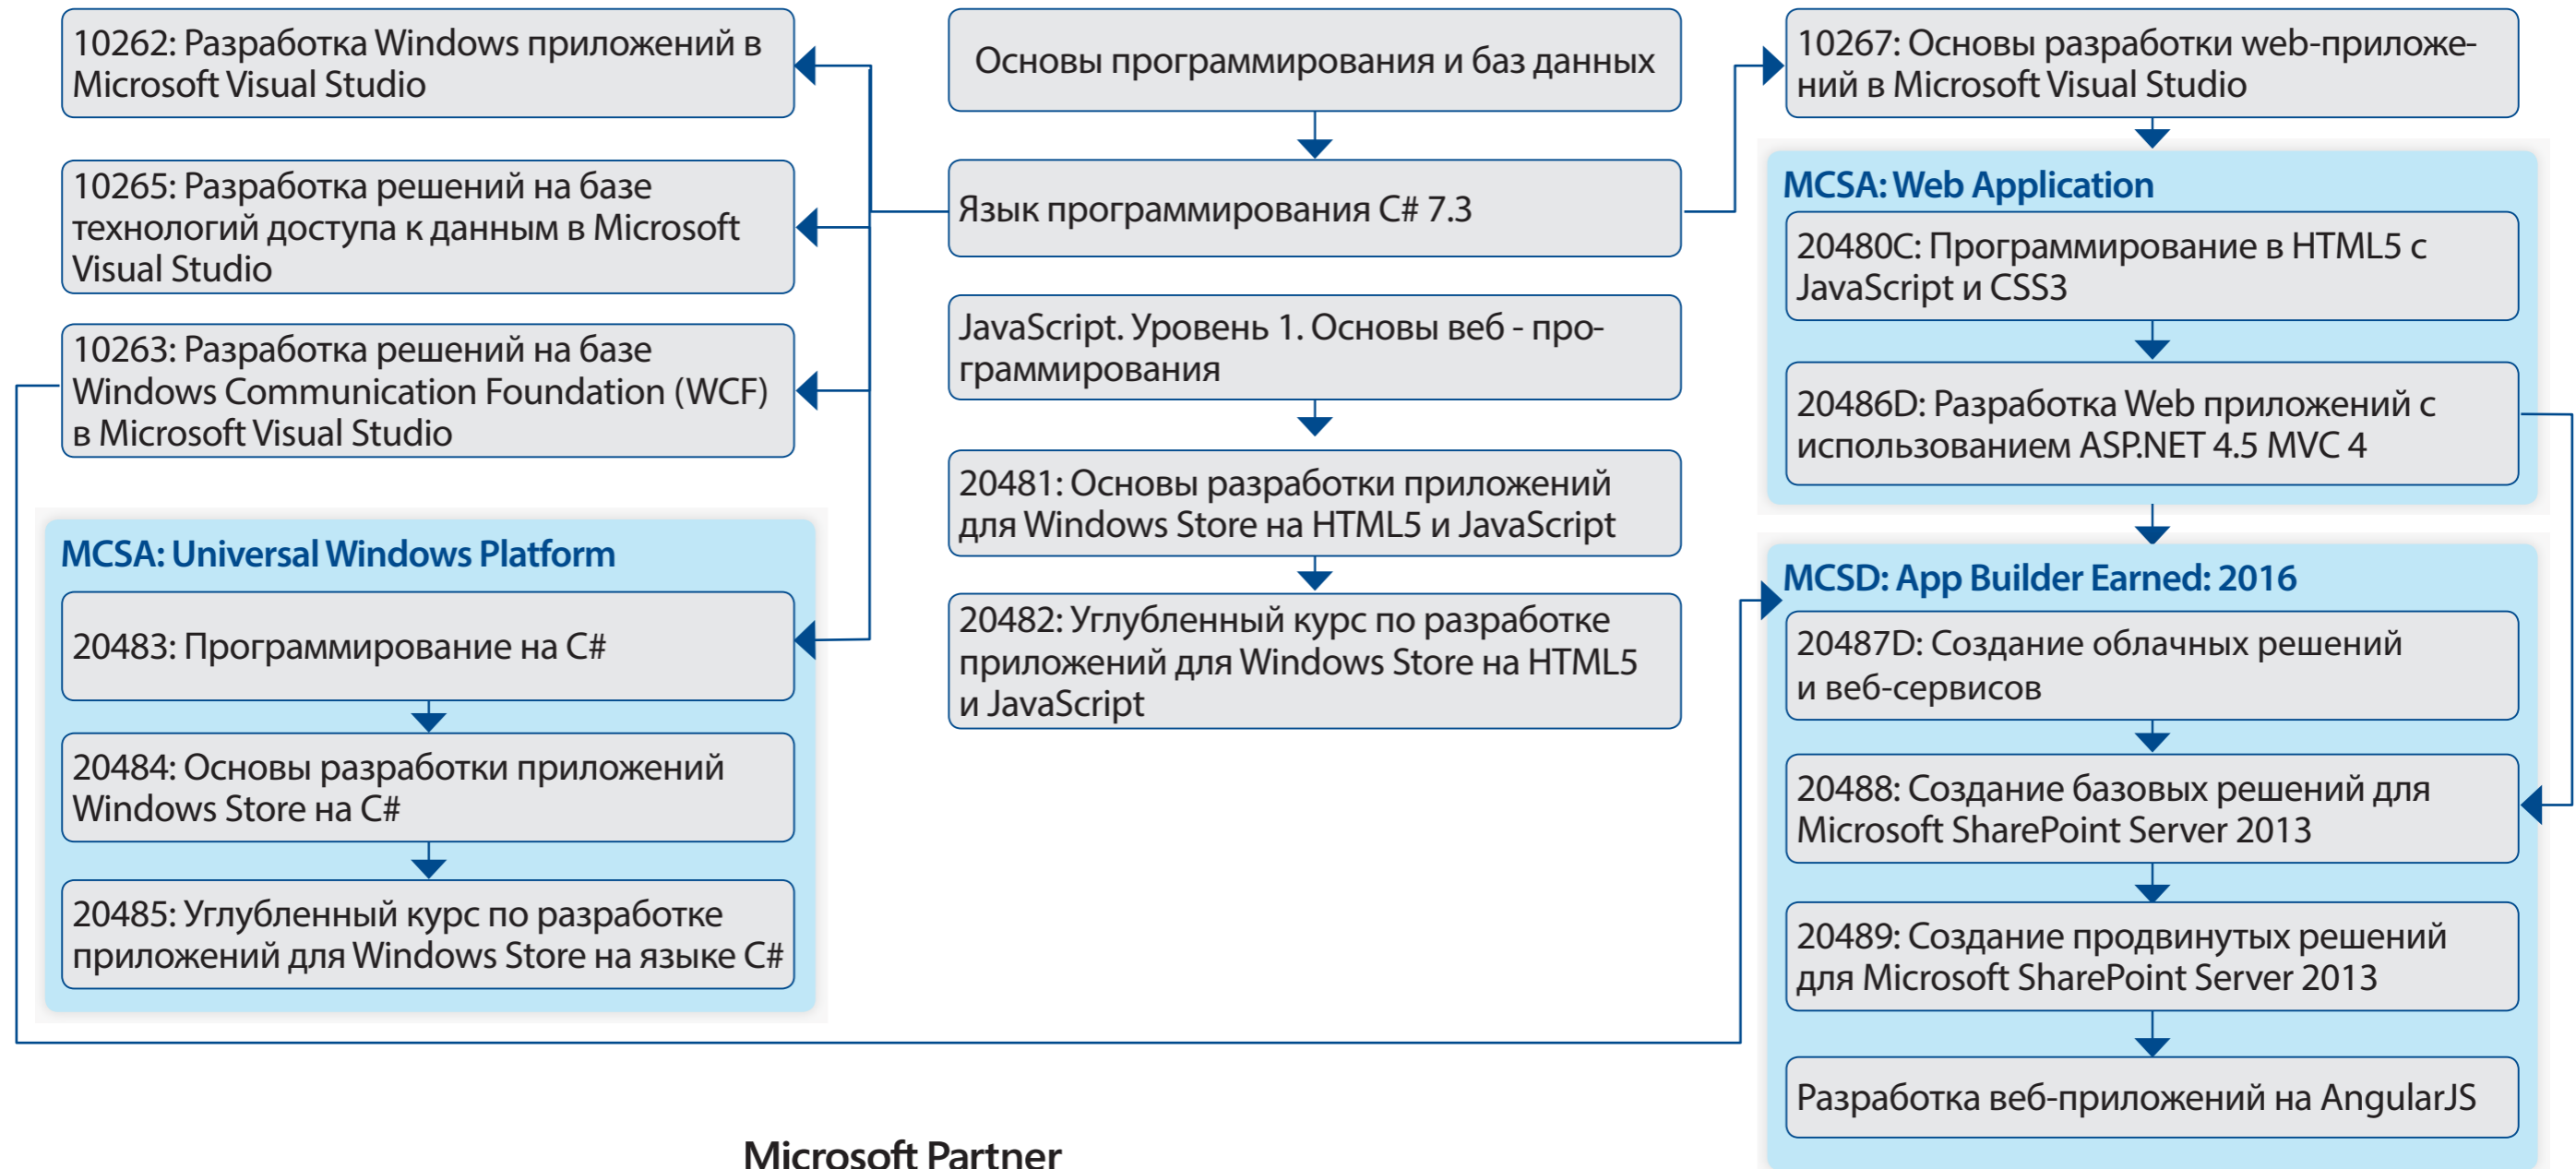 10262: Разработка Windows приложений в
Microsoft Visual Studio
10265: Разработка решений на базе
технологий доступа к данным в Microsoft
Visual Studio
10263: Разработка решений на базе
Windows Communication Foundation (WCF)
в Microsoft Visual Studio
MCSA: Universal Windows Platform
20483: Программирование на C#
20484: Основы разработки приложений
Windows Store на C#
20485: Углубленный курс по разработке
приложений для Windows Store на языке C#
Основы программирования и баз данных
Язык программирования C# 7.3
JavaScript. Уровень 1. Основы веб - про-
граммирования
20481: Основы разработки приложений
для Windows Store на HTML5 и JavaScript
20482: Углубленный курс по разработке
приложений для Windows Store на HTML5
и JavaScript
10267: Основы разработки web-приложе-
ний в Microsoft Visual Studio
MCSA: Web Application
20480C: Программирование в HTML5 с
JavaScript и CSS3
20486D: Разработка Web приложений с
использованием ASP.NET 4.5 MVC 4
MCSD: App Builder Earned: 2016
20487D: Создание облачных решений
и веб-сервисов
20488: Создание базовых решений для
Microsoft SharePoint Server 2013
20489: Создание продвинутых решений
для Microsoft SharePoint Server 2013
Разработка веб-приложений на AngularJS
Microsoft Partner